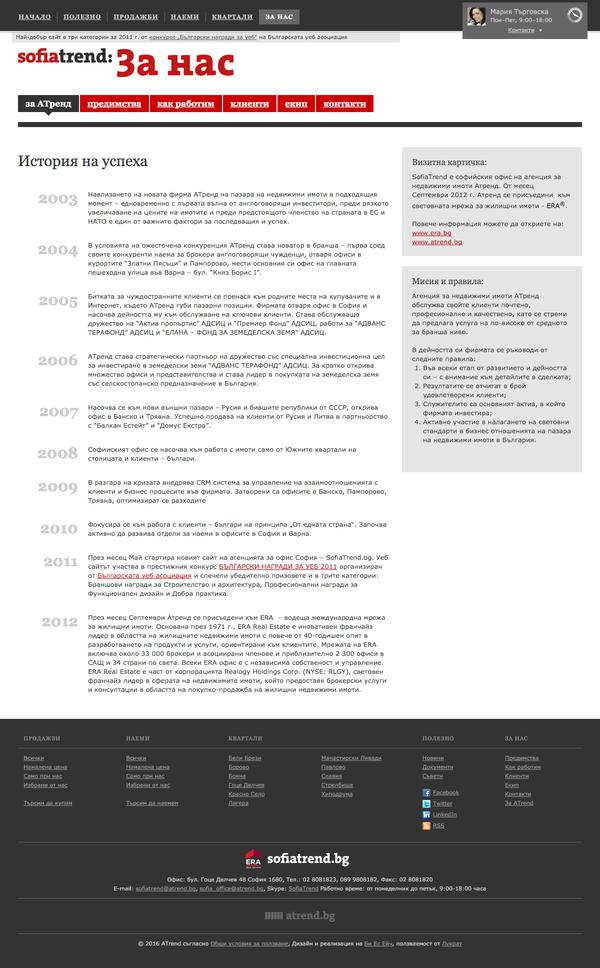 НАЧАЛО ПОЛЕЗНО ПРОДАЖБИ НАЕМИ КВАРТАЛИ ЗА НАС
Мария Търговска
Пон–Пет, 9:00–18:00
Контакти
Най-добър сайт в три категории за 2011 г. от конкурса „Български награди за уеб“ на Българската уеб асоциация
sofiatrend: За нас
за АТренд предимства как работим клиенти екип контакти
История на успеха
2003 Навлизането на новата фирма АТренд на пазара на недвижими имоти в подходящия
момент – едновременно с първата вълна от англоговорящи инвеститори, преди рязкото
увеличаване на цените на имотите и преди предстоящото членство на страната в ЕС и
НАТО е един от важните фактори за последващия и успех.
2004 В условията на ожесточена конкуренция АТренд става новатор в бранша – първа сред
своите конкуренти наема за брокери англоговорящи чужденци, отваря офиси в
курортите “Златни Пясъци” и Пампорово, мести основния си офис на главната
пешеходна улица във Варна – бул. “Княз Борис I”.
2005 Битката за чуждестранните клиенти се пренася към родните места на купувачите и в
Интернет, където АТренд губи пазарни позиции. Фирмата отваря офис в София и
насочва дейността му към обслужване на ключови клиенти. Става обслужващо
дружество на “Актив пропъртис” АДСИЦ и “Премиер Фонд” АДСИЦ, работи за “АДВАНС
ТЕРАФОНД” АДСИЦ и “ЕЛАНА – ФОНД ЗА ЗЕМЕДЕЛСКА ЗЕМЯ” АДСИЦ.
2006 АТренд става стратегически партньор на дружество със специална инвестиционна цел
за инвестиране в земеделски земи “АДВАНС ТЕРАФОНД” АДСИЦ. За кратко открива
множество офиси и представителства и става лидер в покупката на земеделска земя
със селскостопанско предназначение в България.
2007 Насочва се към нови външни пазари – Русия и бившите републики от СССР, открива
офис в Банско и Трявна. Успешно продава на клиенти от Русия и Литва в партньорство
с “Балкан Естейт” и “Домус Екстра”.
2008 Софииският офис се насочва към работа с имоти само от Южните квартали на
столицата и клиенти – българи.
2009 В разгара на кризата внедрява CRM система за управление на взаимоотношенията с
клиенти и бизнес процесите във фирмата. Затворени са офисите в Банско, Пампорово,
Трявна, оптимизират се разходите
2010 Фокусира се към работа с клиенти – българи на принципа „От едната страна“. Започва
активно да развива отдели за наеми в офисите в София и Варна.
2011 През месец Май стартира новият сайт на агенцията за офис София – SofiaTrend.bg. Уеб
сайтът участва в престижния конкурс БЪЛГАРСКИ НАГРАДИ ЗА УЕБ 2011 организиран
от Българската уеб асоциация и спечели убедително призовете и в трите категории:
Браншови награди за Строителство и архитектура, Професионални награди за
Функционален дизайн и Добра практика.
2012 През месец Септември Атренд се присъедини към ERA – водеща международна мрежа
за жилищни имоти. Основана през 1971 г., ERA Real Estate е иновативен франчайз
лидер в областта на жилищните недвижими имоти с повече от 40-годишен опит в
разработването на продукти и услуги, ориентирани към клиентите. Мрежата на ERA
включва около 33 000 брокери и асоциирани членове и приблизително 2 300 офиси в
САЩ и 34 страни по света. Всеки ERA офис е с независима собственост и управление.
ERA Real Estate е част от корпорацията Realogy Holdings Corp. (NYSE: RLGY), световен
франчайз лидер в сферата на недвижимите имоти, който предоставя брокерски услуги
и консултации в областта на покупко-продажба на жилищни недвижими имоти.
Визитна картичка:
SofiaTrend е софийския офис на агенция за
недвижими имоти Атренд. От месец
Септември 2012 г. Атренд се присъедини към
световната мрежа за жилищни имоти - ERA®.
Повече информация можете да откриете на:
www.era.bg
www.atrend.bg
Мисия и правила:
Агенция за недвижими имоти АТренд
обслужва свойте клиенти почтено,
професионално и качествено, като се стреми
да предлага услуга на по-високо от средното
за бранша ниво.
В дейността си фирмата се ръководи от
следните правила:
1. Във всеки етап от развитието и дейността
си – с внимание към детайлите в сделката;
2. Резултатите се отчитат в брой
удовлетворени клиенти;
3. Служителите са основният актив, в който
фирмата инвестира;
4. Активно участие в налагането на световни
стандарти в бизнес отношенията на пазара
на недвижими имоти в България.
ПРОДАЖБИ НАЕМИ КВАРТАЛИ ПОЛЕЗНО ЗА НАС
Всички Всички Бели Брези Манастирски Ливади Новини Предимства
Намалена цена Намалена цена Борово Павлово Документи Как работим
Само при нас Само при нас Бояна Славия Съвети Клиенти
Избрани от нас Избрани от нас Гоце Делчев Стрелбище Екип
Красно Село Хиподрума Facebook Контакти
Търсим да купим Търсим да наемем Лагера Twitter За ATrend
LinkedIn
RSS
ERA sofiatrend.bg
Офис: бул. Гоце Делчев 48 София 1680, Тел.: 02 8081823, 089 9808182, Факс: 02 8081820
E-mail: sofiatrend@atrend.bg, sofia_office@atrend.bg, Skype: SofiaTrend Работно време: от понеделник до петък, 9:00-18:00 часа
atrend.bg
© 2016 ATrend съгласно Общи условия за ползване, Дизайн и реализация на Би Ес Ейч, ползваемост от Лукрат